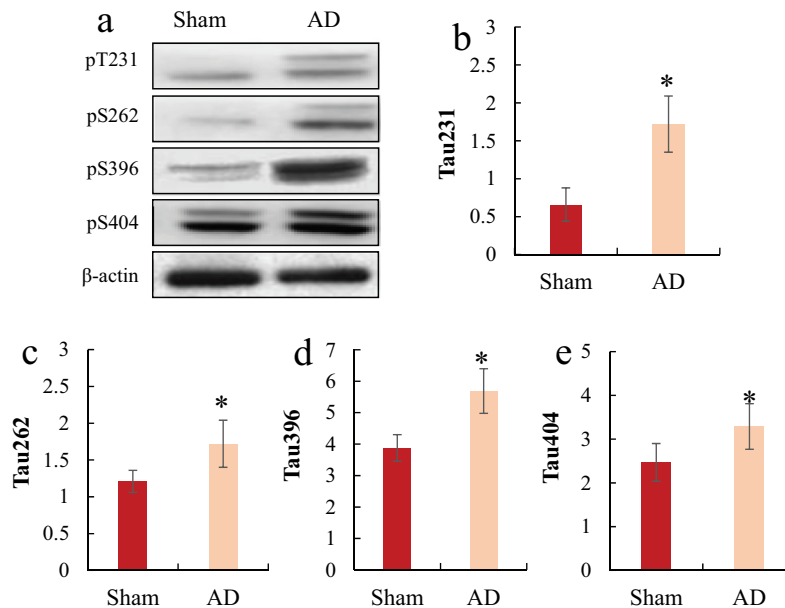 a
Sham AD
pT231
pS262
pS396
pS404
β-actin
b
Tau231
3
2.5
2
1.5
1
0.5
0
*
Sham AD
c
Tau262
3
2.5
2
1.5
1
0.5
0
*
Sham AD
d
Tau396
7
6
5
4
3
2
1
0
*
Sham AD
e
Tau404
5
4
3
2
1
0
*
Sham AD